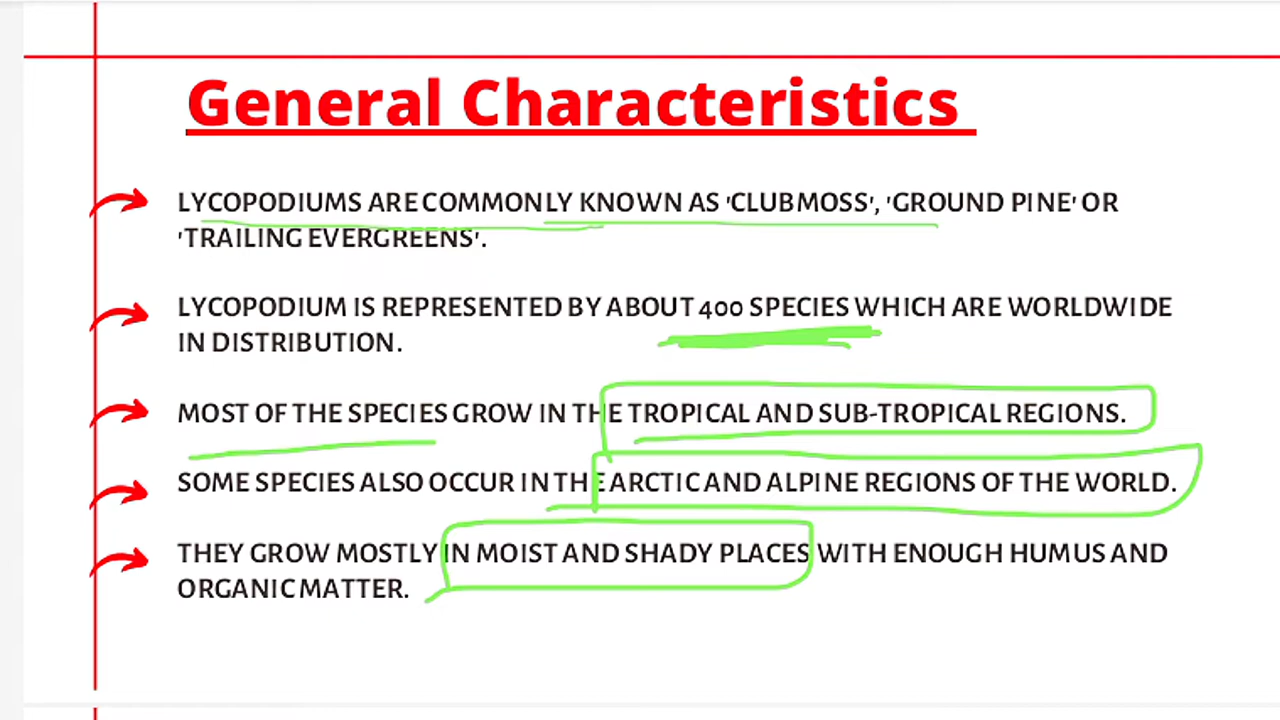 General Characteristics
LYCOPODIUMS ARE COMMONLY KNOWN AS 'CLUBMOSS', 'GROUND PINE' OR
'TRAILING EVERGREENS'.
LYCOPODIUM IS REPRESENTED BY ABOUT 400 SPECIES WHICH ARE WORLDWIDE
IN DISTRIBUTION.
MOST OF THE SPECIES GROW IN THE TROPICAL AND SUB-TROPICAL REGIONS.
SOME SPECIES ALSO OCCUR IN THE ARCTIC AND ALPINE REGIONS OF THE WORLD.
THEY GROW MOSTLY IN MOIST AND SHADY PLACES WITH ENOUGH HUMUS AND
ORGANIC MATTER.